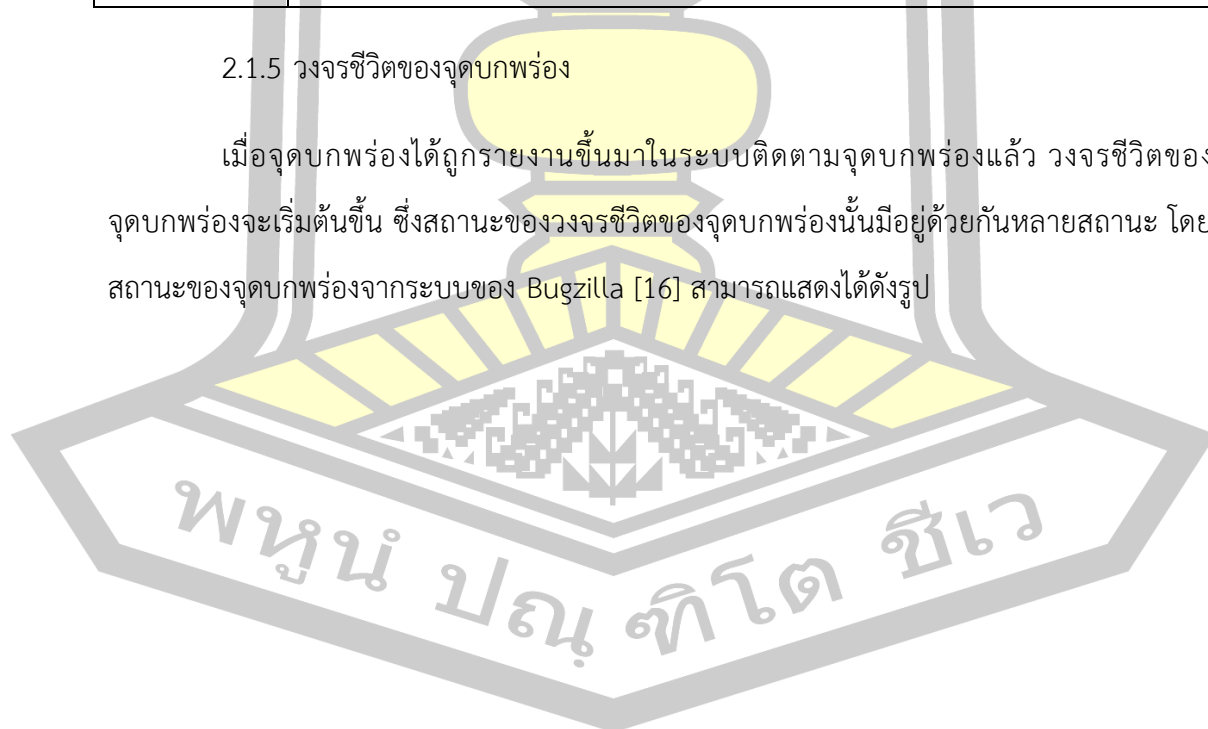 2.1.5 วงจรชีวิตของจุดบกพร่อง
เมื่อจุดบกพร่องได้ถูกรายงานขึ้นมาในระบบติดตามจุดบกพร่องแล้ว วงจรชีวิตของ
จุดบกพร่องจะเริ่มต้นขึ้น ซึ่งสถานะของวงจรชีวิตของจุดบกพร่องนั้นมีอยู่ด้วยกันหลายสถานะ โดย
สถานะของจุดบกพร่องจากระบบของ Bugzilla [16] สามารถแสดงได้ดังรูป
พหูนํ ปณฺฑิโต ชีเว